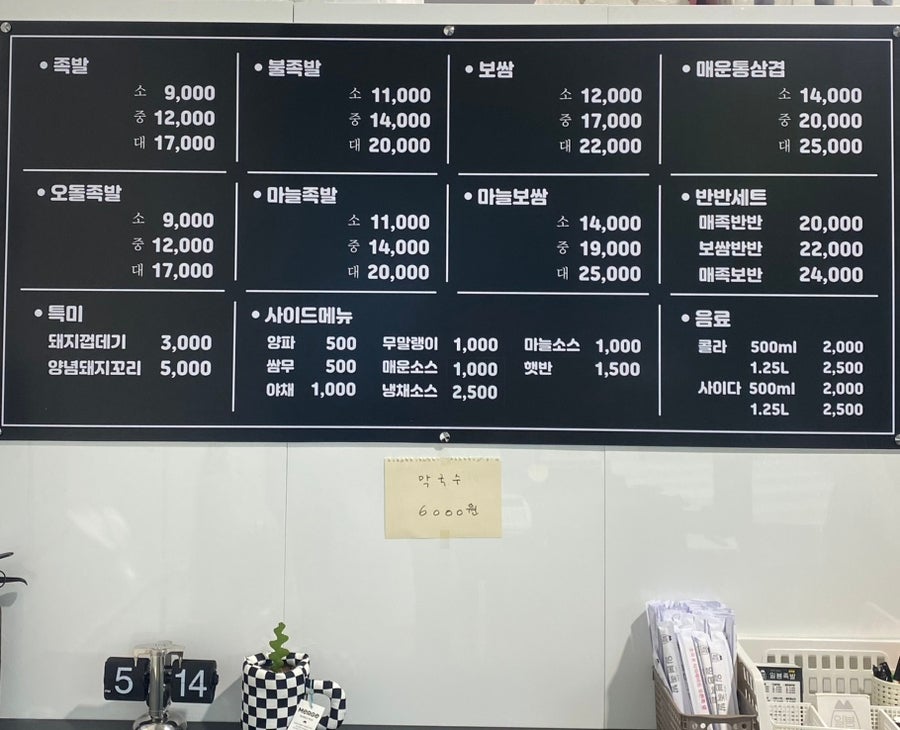 • 족발
소 9,000
중 12,000
대 17,000
• 불족발
소 11,000
중 14,000
대 20,000
• 보쌈
소 12,000
중 17,000
대 22,000
• 매운통삼겹
소 14,000
중 20,000
대 25,000
• 오돌족발
소 9,000
중 12,000
대 17,000
• 마늘족발
소 11,000
중 14,000
대 20,000
• 마늘보쌈
소 14,000
중 19,000
대 25,000
• 반반세트
매족반반 20,000
보쌈반반 22,000
매족보반 24,000
• 특미
돼지껍데기 3,000
양념돼지꼬리 5,000
• 사이드메뉴
양파 500 무말랭이 1,000 마늘소스 1,000
쌈무 500 매운소스 1,000 햇반 1,500
야채 1,000 냉채소스 2,500
• 음료
콜라 500ml 2,000
1.25L 2,500
사이다 500ml 2,000
1.25L 2,500
막국수
6000원
5 14